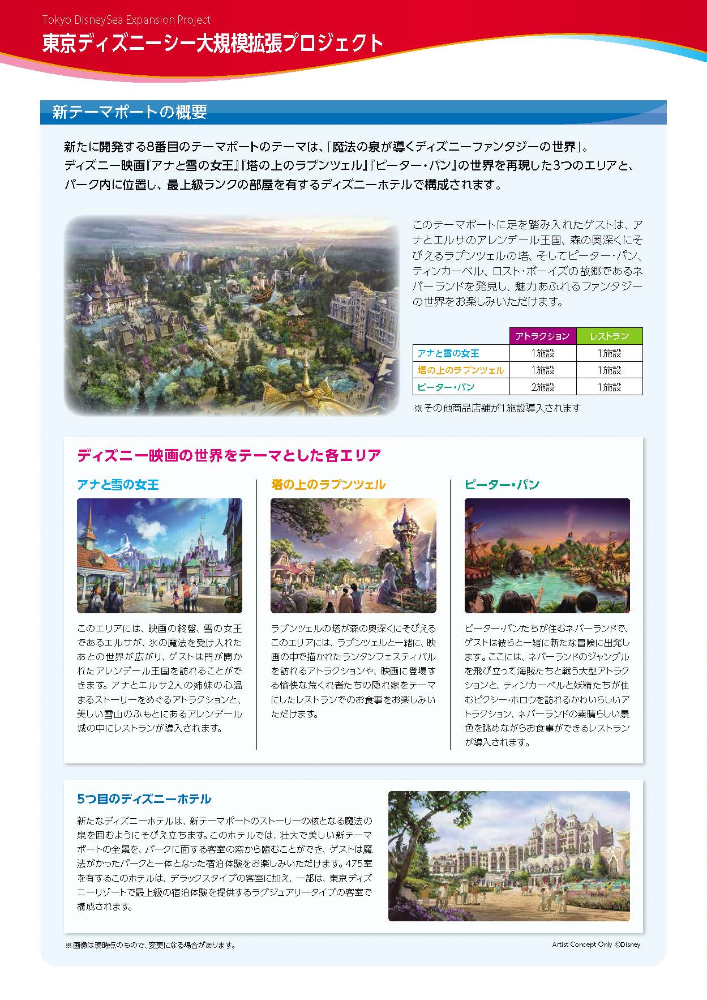 Tokyo DisneySea Expansion Project
東京ディズニーシー大規模拡張プロジェクト
新テーマポートの概要
新たに開発する8番目のテーマポートのテーマは、「魔法の泉が導くディズニーファンタジーの世界」。
ディズニー映画『アナと雪の女王』『塔の上のラプンツェル』『ピーター・パン』の世界を再現した3つのエリアと、
パーク内に位置し、最上級ランクの部屋を有するディズニーホテルで構成されます。
このテーマポートに足を踏み入れたゲストは、ア
ナとエルサのアレンデール王国、森の奥深くにそ
びえるラプンツェルの塔、そしてピーター・パン、
ティンカーベル、ロスト・ボーイズの故郷であるネ
バーランドを発見し、魅力あふれるファンタジー
の世界をお楽しみいただけます。
アトラクション レストラン
アナと雪の女王 1施設 1施設
塔の上のラプンツェル 1施設 1施設
ピーター・パン 2施設 1施設
※その他商品店舗が1施設導入されます
ディズニー映画の世界をテーマとした各エリア
アナと雪の女王
このエリアには、映画の終盤、雪の女王
であるエルサが、氷の魔法を受け入れた
あとの世界が広がり、ゲストは門が開か
れたアレンデール王国を訪れることがで
きます。アナとエルサ2人の姉妹の心温
まるストーリーをめぐるアトラクションと、
美しい雪山のふもとにあるアレンデール
城の中にレストランが導入されます。
塔の上のラプンツェル
ラプンツェルの塔が森の奥深くにそびえる
このエリアには、ラプンツェルと一緒に、映
画の中で描かれたランタンフェスティバル
を訪れるアトラクションや、映画に登場す
る愉快な荒くれ者たちの隠れ家をテーマ
にしたレストランでのお食事をお楽しみい
ただけます。
ピーター・パン
ピーター・パンたちが住むネバーランドで、
ゲストは彼らと一緒に新たな冒険に出発し
ます。ここには、ネバーランドのジャングル
を飛び立って海賊たちと戦う大型アトラク
ションと、ティンカーベルと妖精たちが住
むピクシー・ホロウを訪れるかわいらしいア
トラクション、ネバーランドの素晴らしい景
色を眺めながらお食事ができるレストラン
が導入されます。
5つ目のディズニーホテル
新たなディズニーホテルは、新テーマポートのストーリーの核となる魔法の
泉を囲むようにそびえ立ちます。このホテルでは、壮大で美しい新テーマ
ポートの全景を、パークに面する客室の窓から臨むことができ、ゲストは魔
法がかったパークと一体となった宿泊体験をお楽しみいただけます。475室
を有するこのホテルは、デラックスタイプの客室に加え、一部は、東京ディズ
ニーリゾートで最上級の宿泊体験を提供するラグジュアリータイプの客室で
構成されます。
※画像は現時点のもので、変更になる場合があります。
Artist Concept Only ©Disney